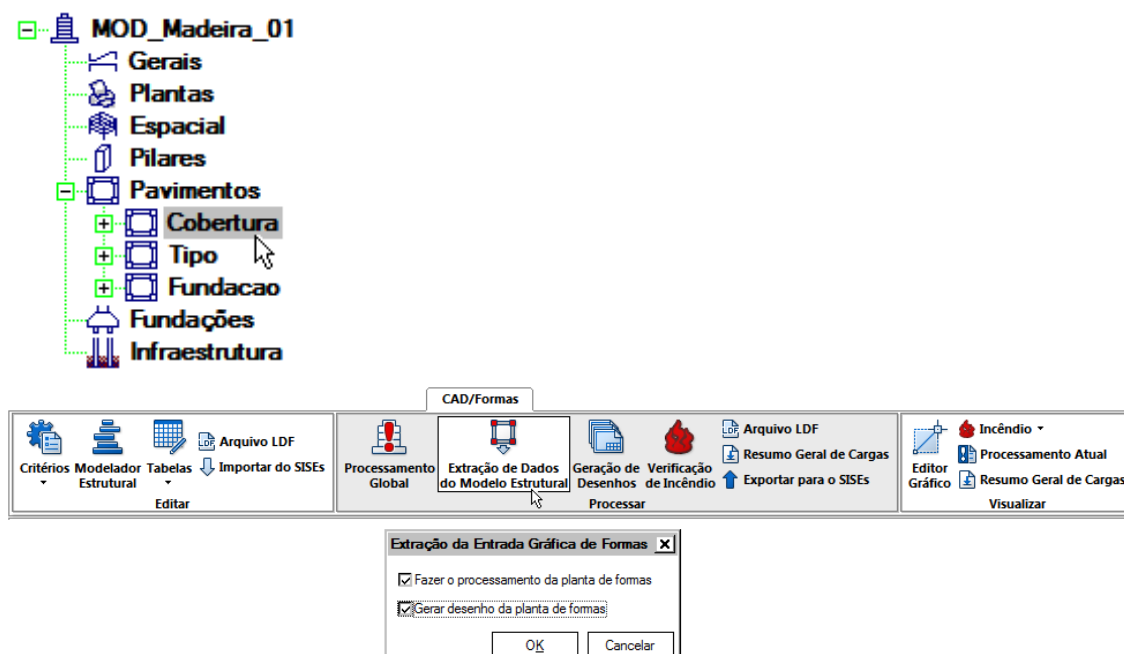 MOD_Madeira_01
Gerais
Plantas
Espacial
Pilares
Pavimentos
Cobertura
Tipo
Fundacao
Fundações
Infraestrutura
CAD/Formas
Critérios
Modelador
Estrutural
Tabelas
LDF Arquivo LDF
Importar do SISEs
Editar
Processamento
Global
Extração de Dados
do Modelo Estrutural
Geração de
Desenhos
Verificação
de Incêndio
LDF Arquivo LDF
Resumo Geral de Cargas
Exportar para o SISEs
Processar
Editor
Gráfico
Incêndio
Processamento Atual
Resumo Geral de Cargas
Visualizar
Extração da Entrada Gráfica de Formas
Fazer o processamento da planta de formas
Gerar desenho da planta de formas
OK
Cancelar